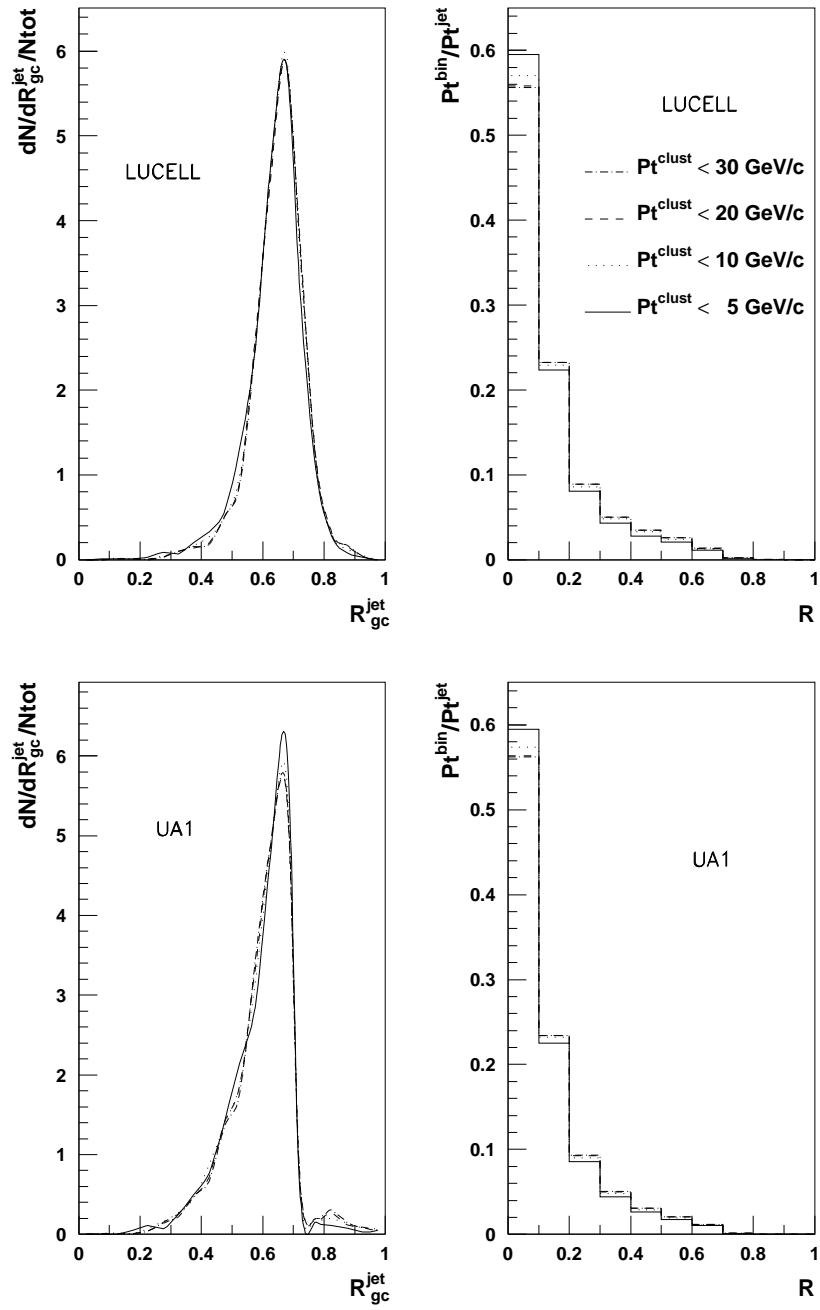 dN/dR_gc^jet/Ntot
6
5
4
3
2
1
0
LUCELL
0 0.2 0.4 0.6 0.8 1
R_gc^jet
Pt^bin/Pt^jet
0.6
0.5
0.4
0.3
0.2
0.1
0
LUCELL
Pt^clust < 30 GeV/c
Pt^clust < 20 GeV/c
Pt^clust < 10 GeV/c
Pt^clust < 5 GeV/c
0 0.2 0.4 0.6 0.8 1
R
dN/dR_gc^jet/Ntot
6
5
4
3
2
1
0
UA1
0 0.2 0.4 0.6 0.8 1
R_gc^jet
Pt^bin/Pt^jet
0.6
0.5
0.4
0.3
0.2
0.1
0
UA1
0 0.2 0.4 0.6 0.8 1
R